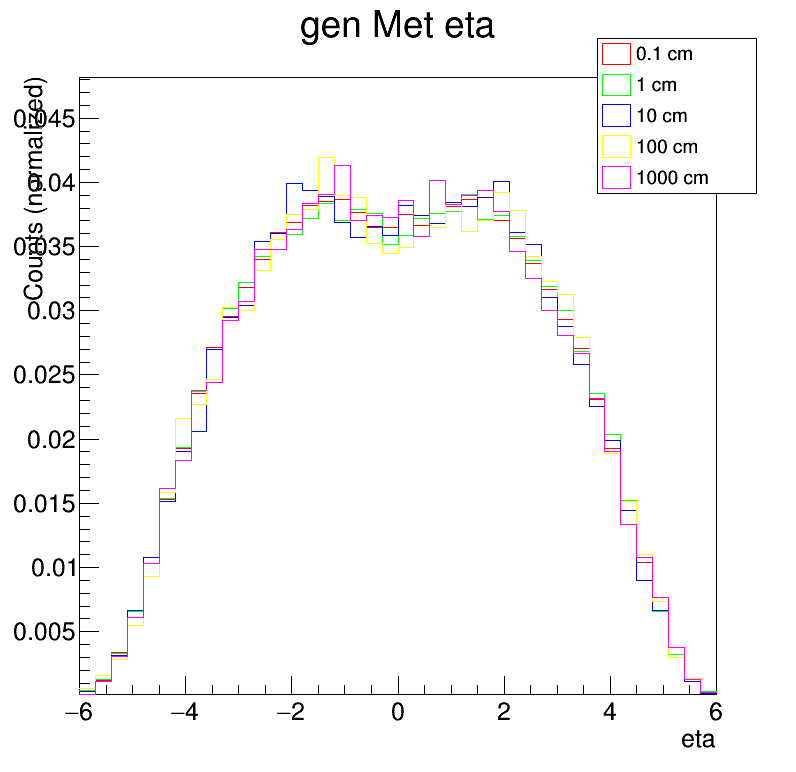 gen Met eta
0.1 cm
1 cm
10 cm
100 cm
1000 cm
Counts (normalized)
0.045
0.04
0.035
0.03
0.025
0.02
0.015
0.01
0.005
−6 −4 −2 0 2 4 6
eta